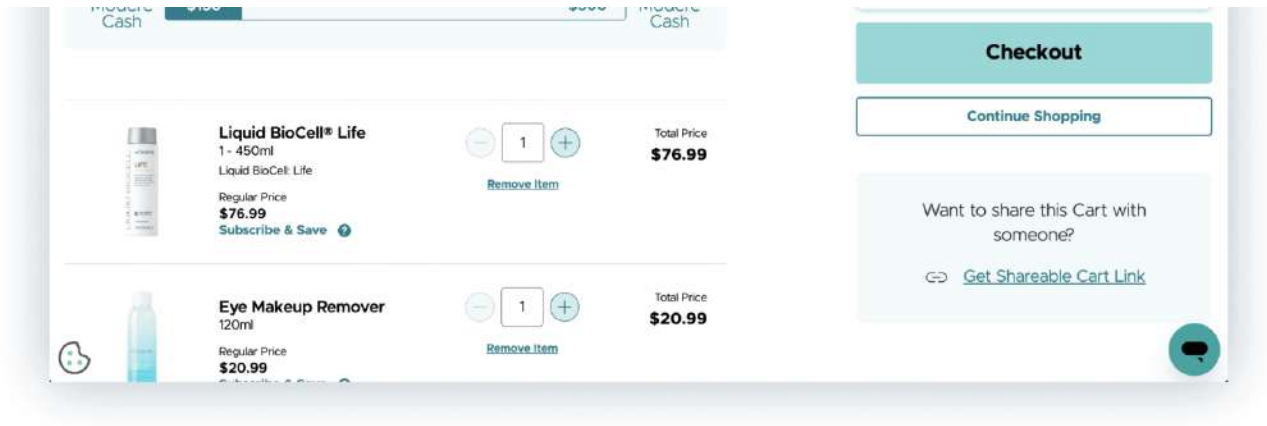 Cash
Cash
Checkout
Continue Shopping
Liquid BioCell® Life
1 - 450ml
Liquid BioCell: Life
Regular Price
$76.99
Subscribe & Save
1
Remove Item
Total Price
$76.99
Want to share this Cart with
someone?
Get Shareable Cart Link
Eye Makeup Remover
120ml
Regular Price
$20.99
1
Remove Item
Total Price
$20.99